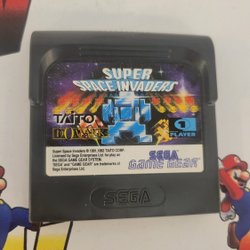 SUPER
SPACE INVADERS
TAITO
DOMARK
1
PLAYER
Super Space Invaders © 1991, 1992 TAITO CORP.
Licensed by Sega Enterprises Ltd. for play on
the SEGA GAME GEAR SYSTEM.
"SEGA" and "GAME GEAR" are trademarks of
Sega Enterprises Ltd.
SEGA
GAME GEAR
SEGA